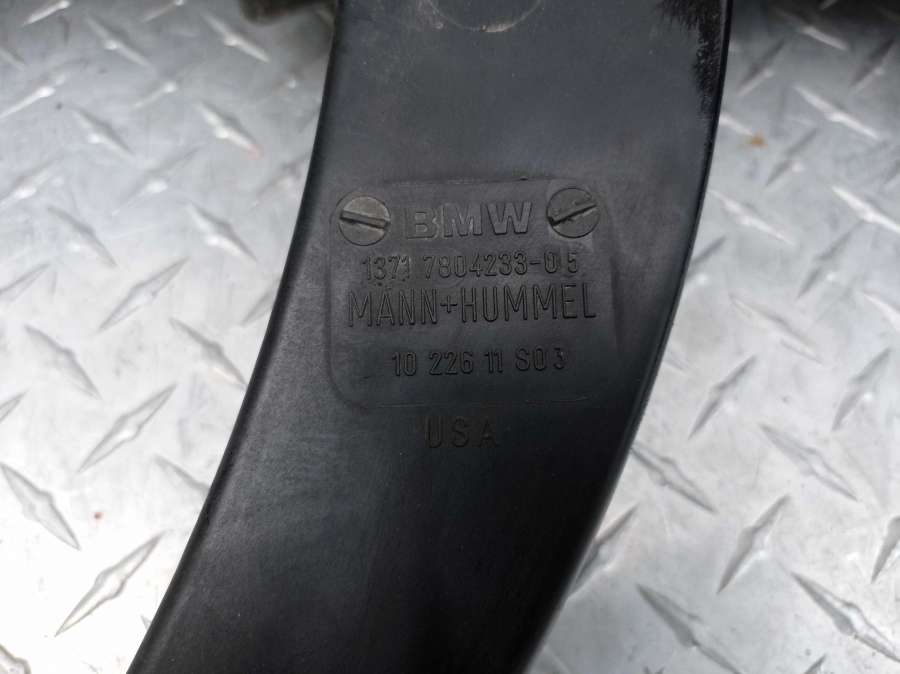 BMW
1371 7804233-05
MANN+HUMMEL
10 226 11 S03
USA